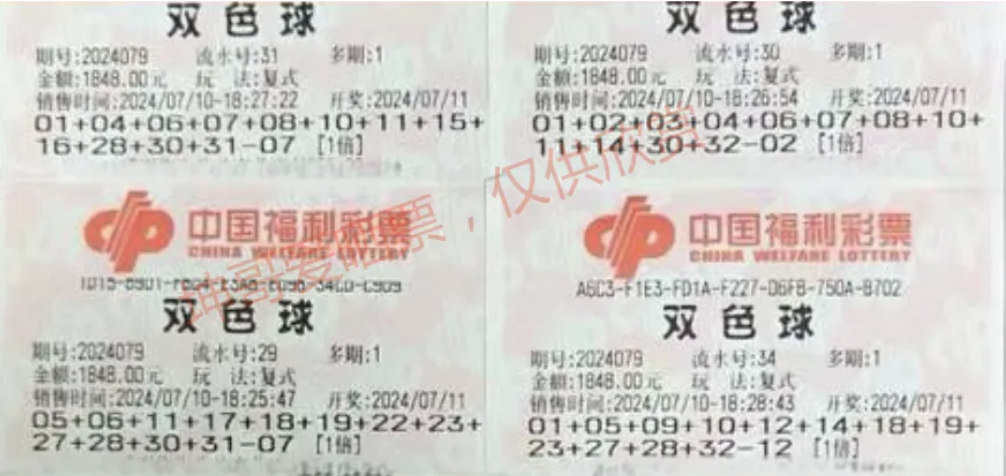 双色球
期号:2024079 流水号:31 多期:1
金额:1848.00元 玩 法:复式
销售时间:2024/07/10-18:27:22 开奖:2024/07/11
01+04+06+07+08+10+11+15+
16+28+30+31-07 [1倍]
双色球
期号:2024079 流水号:30 多期:1
金额:1848.00元 玩 法:复式
销售时间:2024/07/10-18:26:54 开奖:2024/07/11
01+02+03+04+06+07+08+10+
11+14+30+32-02 [1倍]
中国福利彩票
CHINA WELFARE LOTTERY
双色球
期号:2024079 流水号:29 多期:1
金额:1848.00元 玩 法:复式
销售时间:2024/07/10-18:25:47 开奖:2024/07/11
05+06+11+17+18+19+22+23+
27+28+30+31-07 [1倍]
中国福利彩票
CHINA WELFARE LOTTERY
A6C3-F1E3-FD1A-F227-D6FB-750A-B702
双色球
期号:2024079 流水号:34 多期:1
金额:1848.00元 玩 法:复式
销售时间:2024/07/10-18:28:43 开奖:2024/07/11
01+05+09+10+12+14+18+19+
23+27+28+32-12 [1倍]
坤哥爱彩票，仅供欣赏